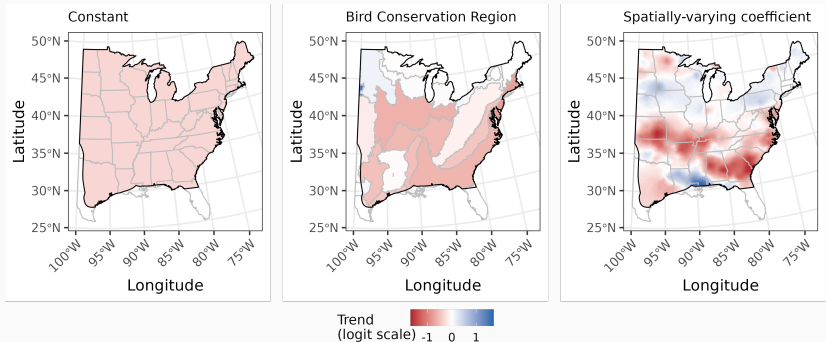 Constant
50°N
45°N
40°N
35°N
30°N
25°N
Latitude
100°W
95°W
90°W
85°W
80°W
75°W
Longitude
Bird Conservation Region
50°N
45°N
40°N
35°N
30°N
25°N
Latitude
100°W
95°W
90°W
85°W
80°W
75°W
Longitude
Spatially-varying coefficient
50°N
45°N
40°N
35°N
30°N
25°N
Latitude
100°W
95°W
90°W
85°W
80°W
75°W
Longitude
Trend
(logit scale)
-1 0 1